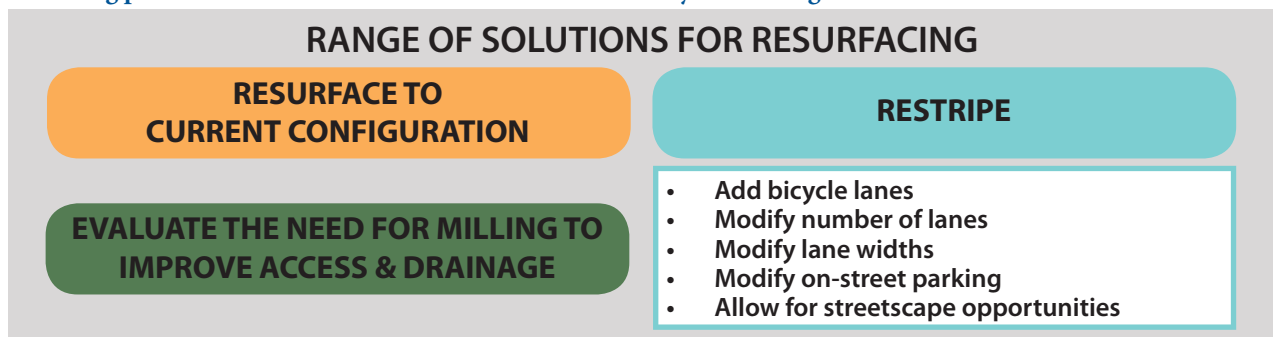 RANGE OF SOLUTIONS FOR RESURFACING
RESURFACE TO
CURRENT CONFIGURATION
RESTRIPE
EVALUATE THE NEED FOR MILLING TO
IMPROVE ACCESS & DRAINAGE
• Add bicycle lanes
• Modify number of lanes
• Modify lane widths
• Modify on-street parking
• Allow for streetscape opportunities